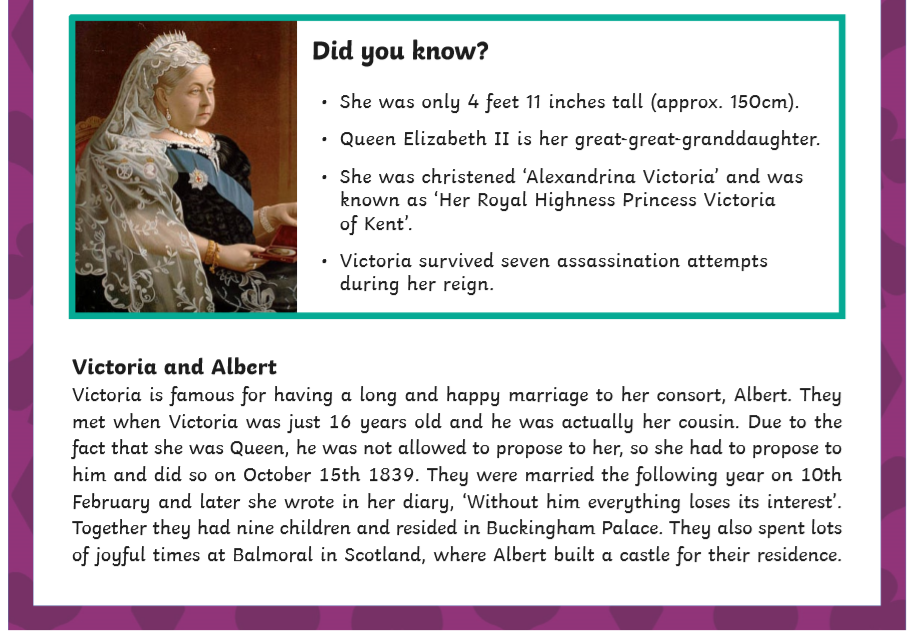 Did you know?
• She was only 4 feet 11 inches tall (approx. 150cm).
• Queen Elizabeth II is her great-great-granddaughter.
• She was christened ‘Alexandrina Victoria’ and was
known as ‘Her Royal Highness Princess Victoria
of Kent’.
• Victoria survived seven assassination attempts
during her reign.
Victoria and Albert
Victoria is famous for having a long and happy marriage to her consort, Albert. They
met when Victoria was just 16 years old and he was actually her cousin. Due to the
fact that she was Queen, he was not allowed to propose to her, so she had to propose to
him and did so on October 15th 1839. They were married the following year on 10th
February and later she wrote in her diary, ‘Without him everything loses its interest’.
Together they had nine children and resided in Buckingham Palace. They also spent lots
of joyful times at Balmoral in Scotland, where Albert built a castle for their residence.